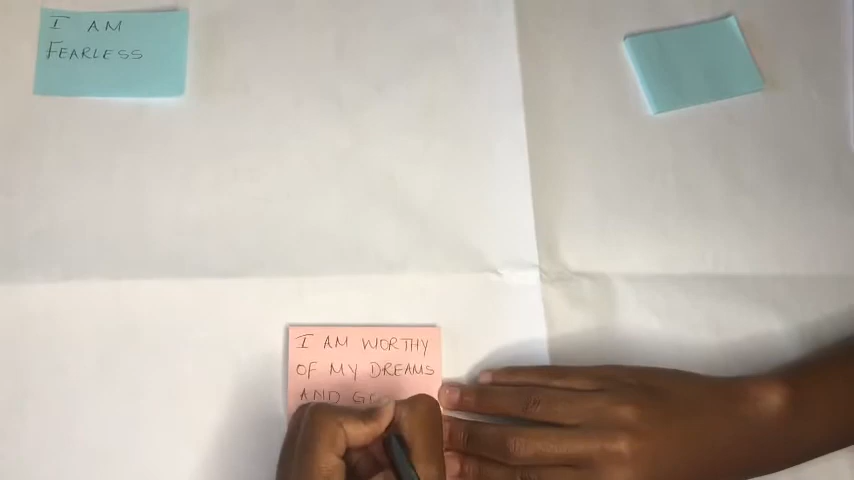 I AM
FEARLESS
I AM WORTHY
OF MY DREAMS
AND